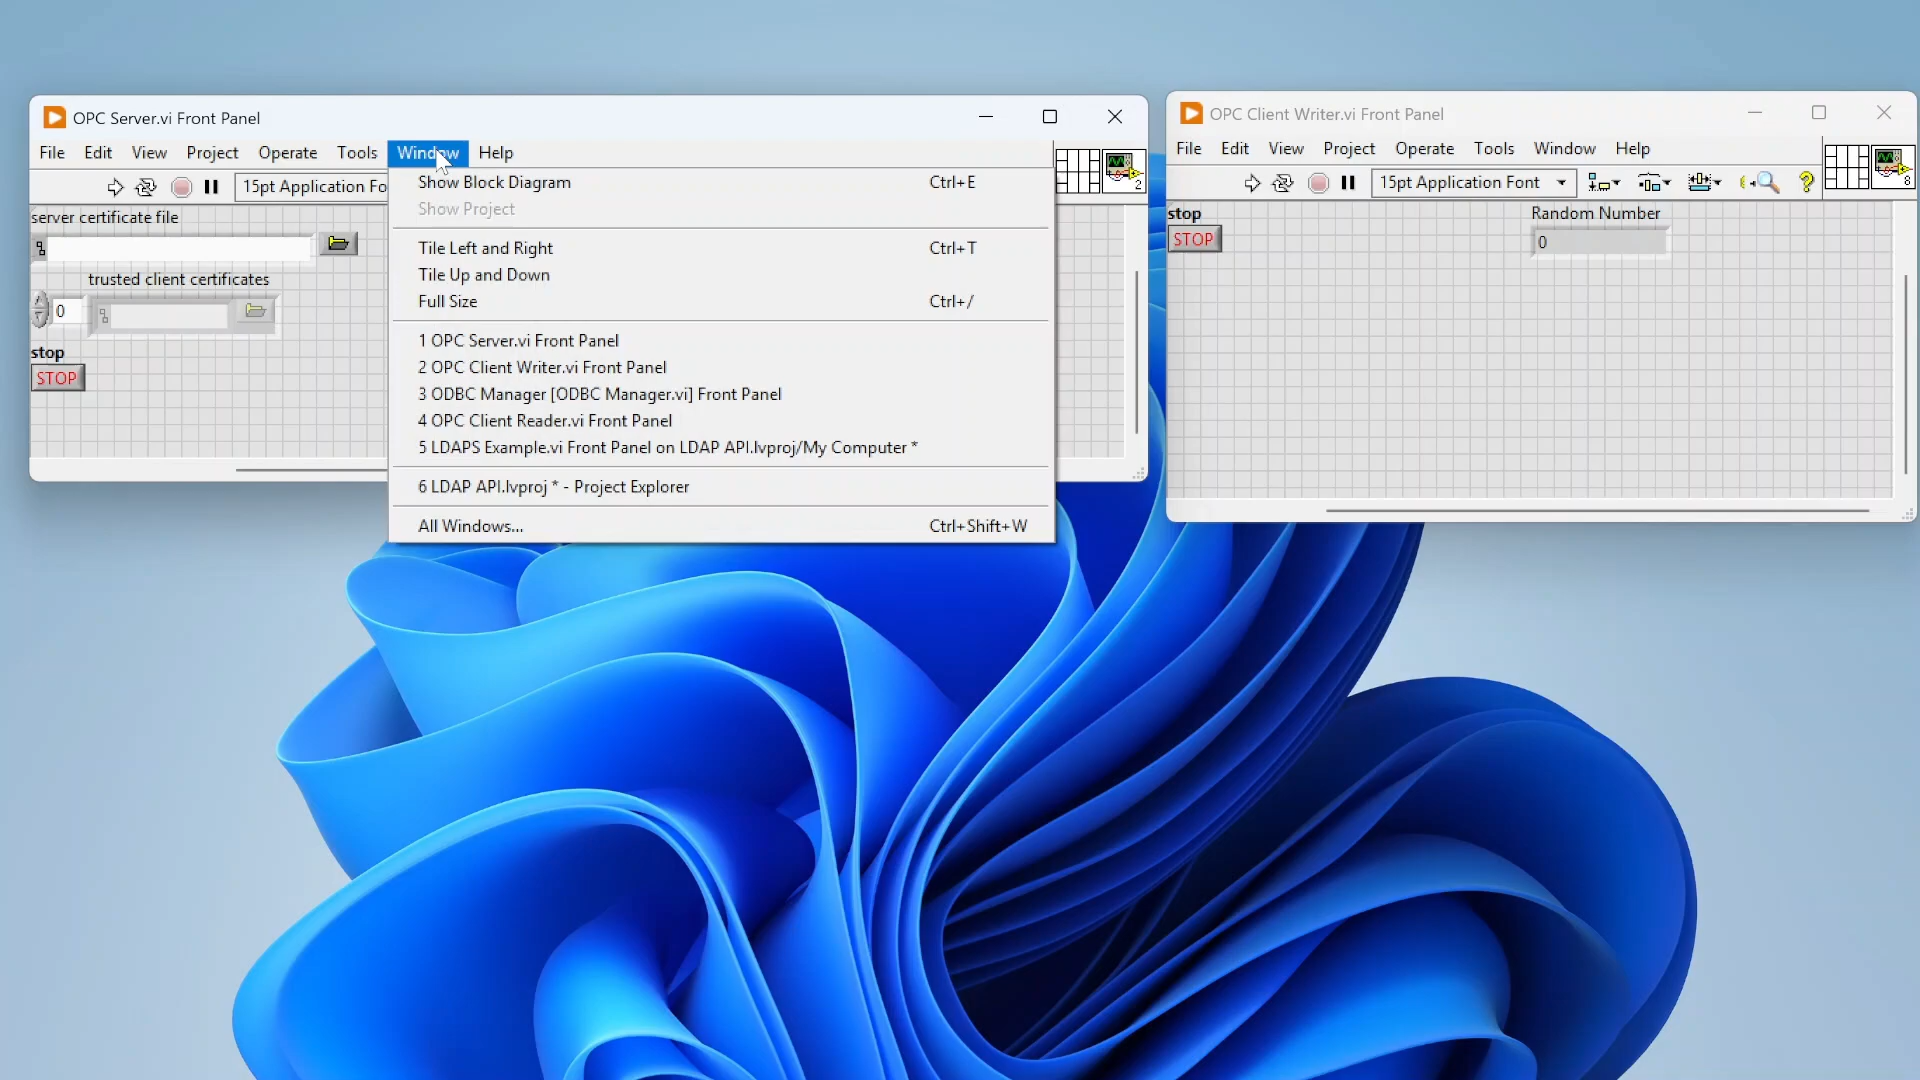 OPC Server.vi Front Panel
File Edit View Project Operate Tools Window Help
15pt Application Fo
2
server certificate file
trusted client certificates
0
stop
STOP
Show Block Diagram Ctrl+E
Show Project
Tile Left and Right Ctrl+T
Tile Up and Down
Full Size Ctrl+/
1 OPC Server.vi Front Panel
2 OPC Client Writer.vi Front Panel
3 ODBC Manager [ODBC Manager.vi] Front Panel
4 OPC Client Reader.vi Front Panel
5 LDAPS Example.vi Front Panel on LDAP API.lvproj/My Computer *
6 LDAP API.lvproj * - Project Explorer
All Windows... Ctrl+Shift+W
OPC Client Writer.vi Front Panel
File Edit View Project Operate Tools Window Help
15pt Application Font
?
8
stop
STOP
Random Number
0